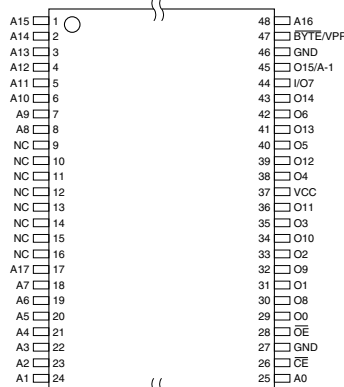 A15 1 48 A16
A14 2 47 BYTE/VPP
A13 3 46 GND
A12 4 45 O15/A-1
A11 5 44 I/O7
A10 6 43 O14
A9 7 42 O6
A8 8 41 O13
NC 9 40 O5
NC 10 39 O12
NC 11 38 O4
NC 12 37 VCC
NC 13 36 O11
NC 14 35 O3
NC 15 34 O10
NC 16 33 O2
A17 17 32 O9
A7 18 31 O1
A6 19 30 O8
A5 20 29 O0
A4 21 28 OE
A3 22 27 GND
A2 23 26 CE
A1 24 25 A0